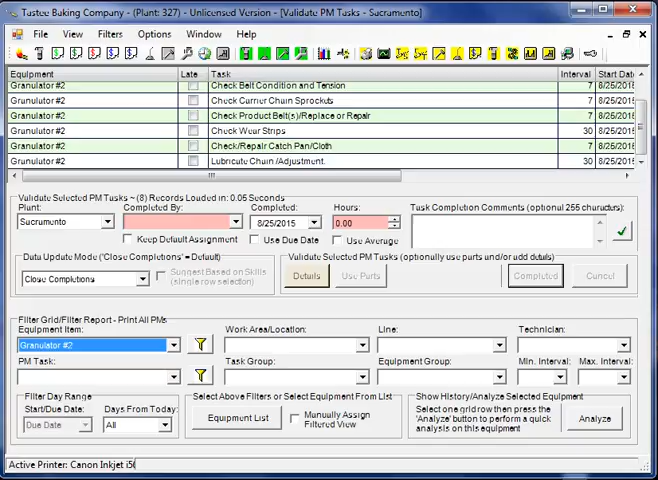 Tastee Baking Company - (Plant: 327) - Unlicensed Version - [Validate PM Tasks - Sacramento]
File View Filters Options Window Help
Equipment Late Task Interval Start Da
Granulator #2 Check Belt Condition and Tension 7 8/25/2015
Granulator #2 Check Carrier Chain Sprockets 7 8/25/2015
Granulator #2 Check Product Belt(s)/Replace or Repair 7 8/25/2015
Granulator #2 Check Wear Strips 30 8/25/2015
Granulator #2 Check/Repair Catch Pan/Cloth 7 8/25/2015
Granulator #2 Lubricate Chain /Adjustment. 30 8/25/2015
Validate Selected PM Tasks ~ (8) Records Loaded in: 0.05 Seconds
Plant: Completed By: Completed: Hours: Task Completion Comments (optional 255 characters)
Sacramento 8/25/2015 0.00
Keep Default Assignment Use Due Date Use Average
Data Update Mode ('Close Completions' = Default) Validate Selected PM Tasks (optionally use parts and/or add details)
Close Completions Suggest Based on Skills (single row selection) Details Use Parts Completed Cancel
Filter Grid/Filter Report - Print All PMs
Equipment Item: Work Area/Location: Line: Technician:
Granulator #2
PM Task: Task Group: Equipment Group: Min. Interval: Max. Interval:
Filter Day Range Select Above Filters or Select Equipment From List Show History/Analyze Selected Equipment
Start/Due Date: Days From Today: Equipment List Manually Assign Filtered View Select one grid row then press the 'Analyze' button to perform a quick analysis on this equipment Analyze
Due Date All
Active Printer: Canon Inkjet i5